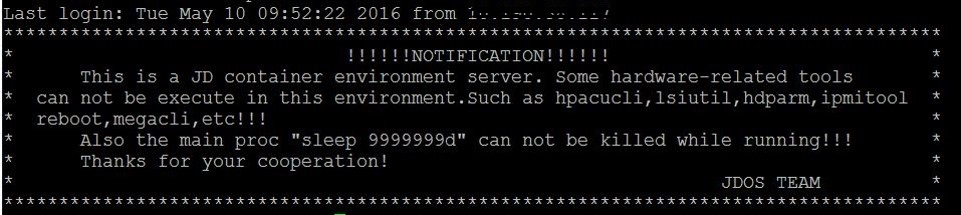 Last login: Tue May 10 09:52:22 2016 from
*************************************************************************************
* !!!!!!NOTIFICATION!!!!!! *
* This is a JD container environment server. Some hardware-related tools *
* can not be execute in this environment.Such as hpacucli,lsiutil,hdparm,ipmitool *
* reboot,megacli,etc!!! *
* Also the main proc "sleep 9999999d" can not be killed while running!!! *
* Thanks for your cooperation! *
* JDOS TEAM *
*************************************************************************************